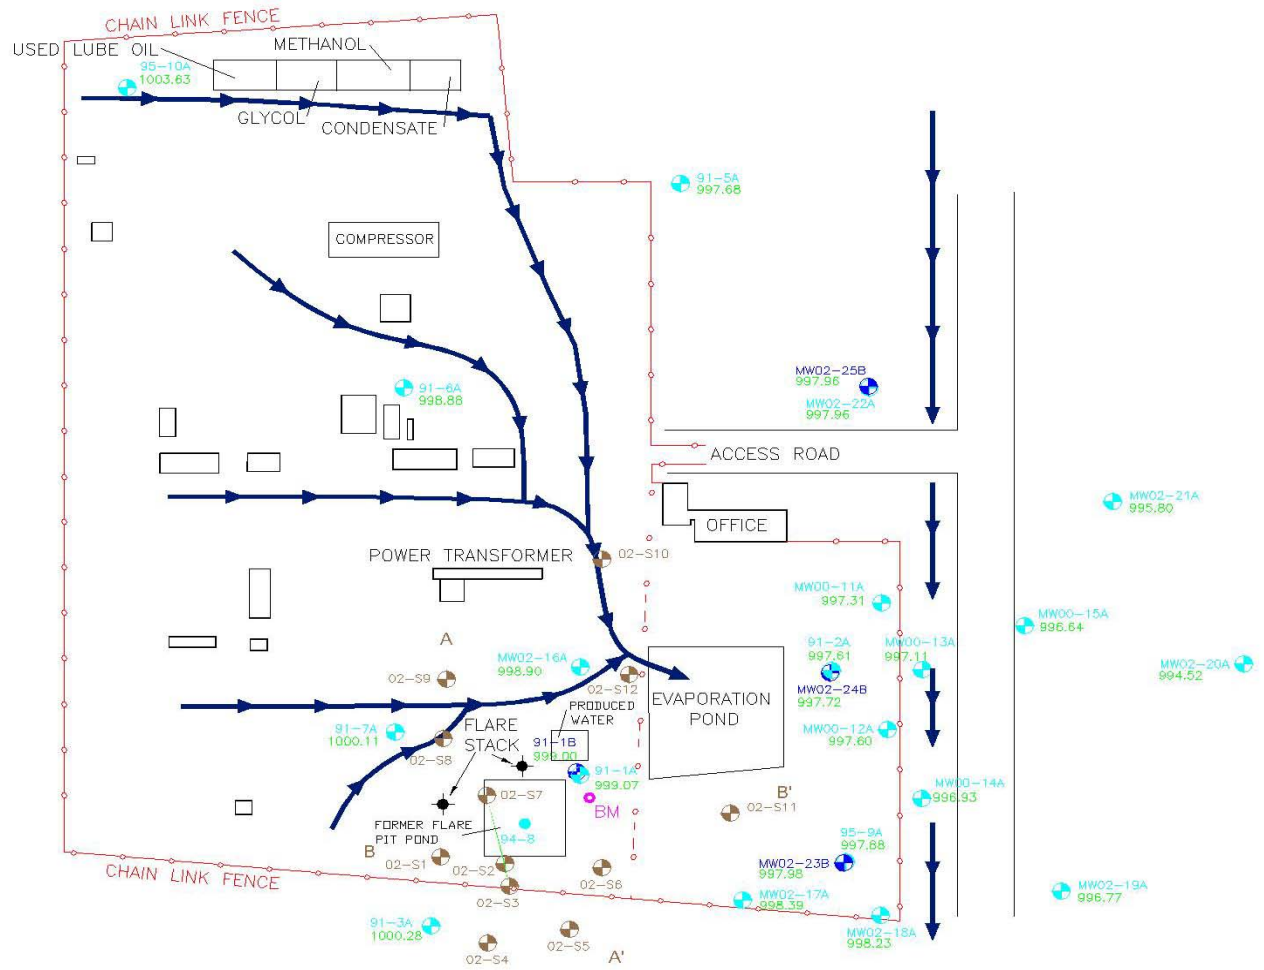 CHAIN LINK FENCE
USED LUBE OIL
METHANOL
95-10A
1003.63
GLYCOL
CONDENSATE
91-5A
997.68
COMPRESSOR
MW02-25B
997.96
MW02-22A
997.96
91-6A
998.88
ACCESS ROAD
MW02-21A
995.80
OFFICE
POWER TRANSFORMER
02-S10
MW00-11A
997.31
MW00-15A
996.64
A
91-2A
997.61
MW00-13A
997.11
MW02-16A
998.90
MW02-20A
994.52
02-S9
02-S12
MW02-24B
997.72
EVAPORATION
POND
PRODUCED
WATER
91-7A
1000.11
FLARE
STACK
MW00-12A
997.60
91-1B
999.00
02-S8
91-1A
999.07
MW00-14A
996.93
02-S7
B'
02-S11
BM
FORMER FLARE
PIT POND
94-8
95-9A
997.88
B
02-S1
02-S2
MW02-23B
997.98
CHAIN LINK FENCE
02-S6
02-S3
MW02-17A
998.39
MW02-19A
996.77
91-3A
1000.28
MW02-18A
998.23
02-S5
02-S4
A'